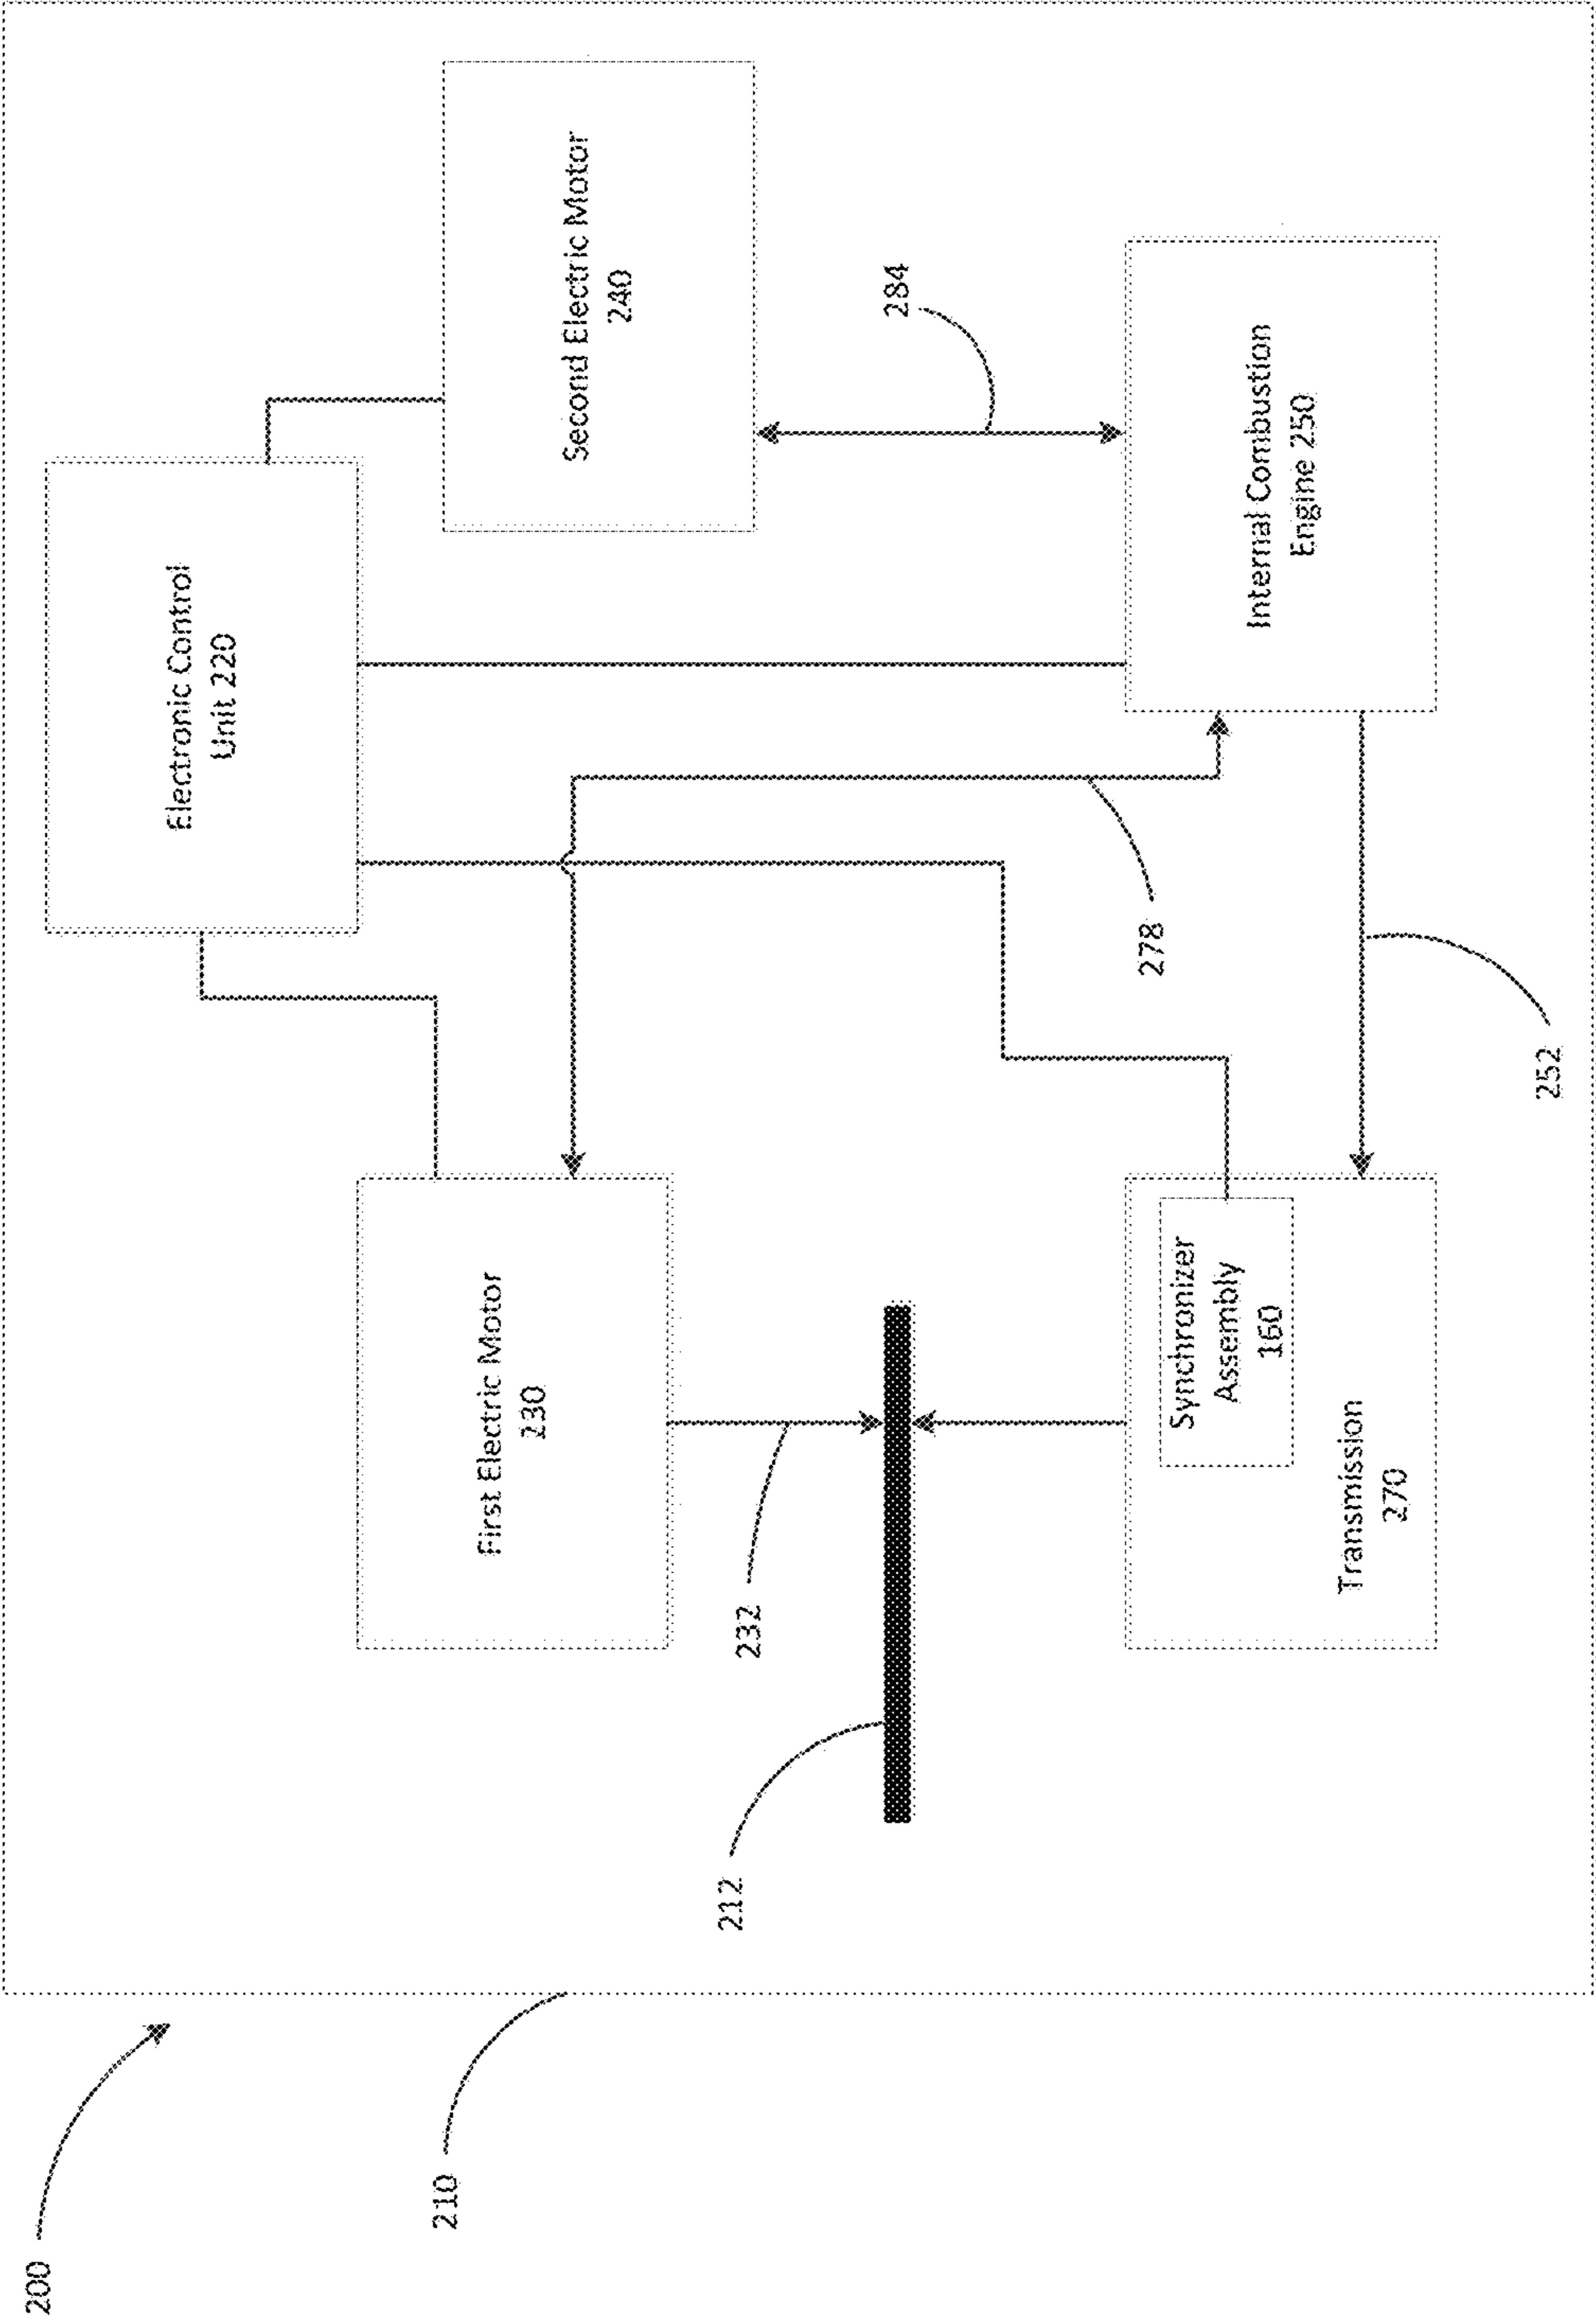 200
210
212
232
First Electric Motor
230
Electronic Control
Unit 220
Second Electric Motor
240
284
278
252
Synchronizer
Assembly
160
Transmission
270
Internal Combustion
Engine 250